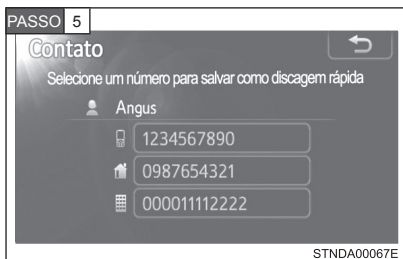 PASSO 5
Contato
Selecione um número para salvar como discagem rápida
Angus
1234567890
0987654321
000011112222
STNDA00067E